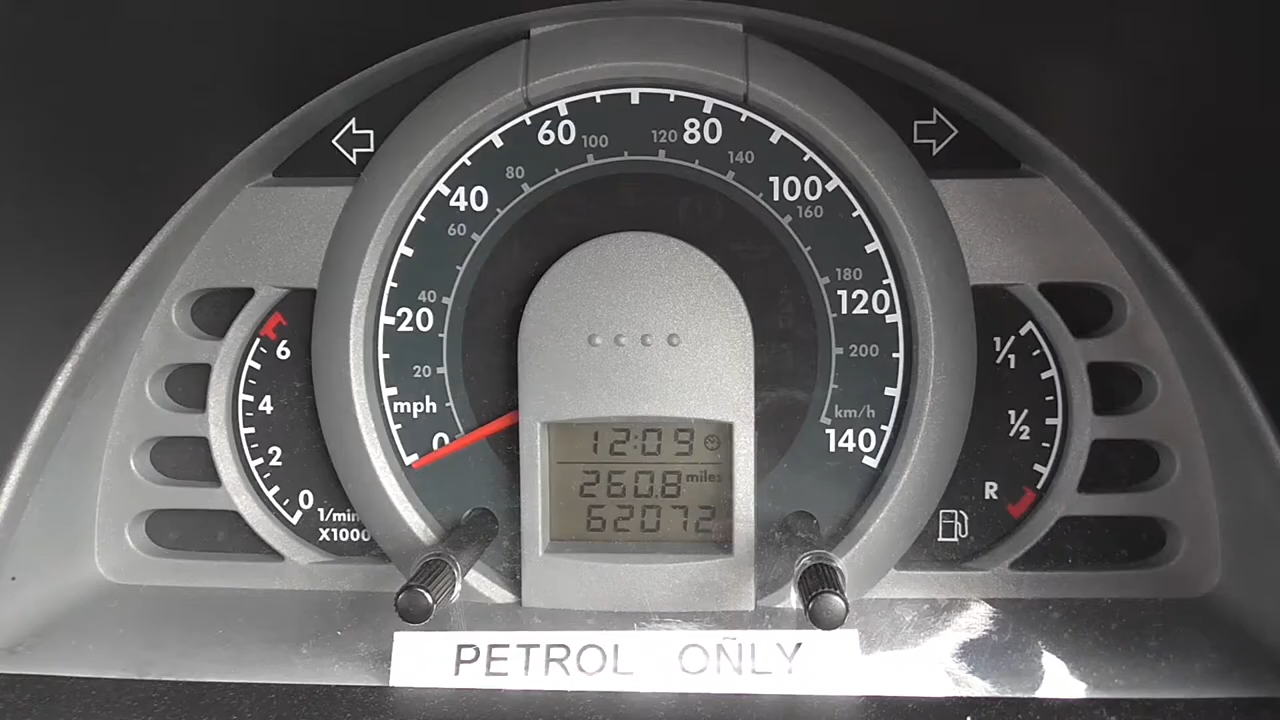 60 100 120 80
80 140
40 100
60 160
40 180
20 120
6 1/1
20 200
4 mph km/h 1/2
0 12:09 140
2 260.8 miles R
0 62072
1/min
X1000
PETROL OÑLY